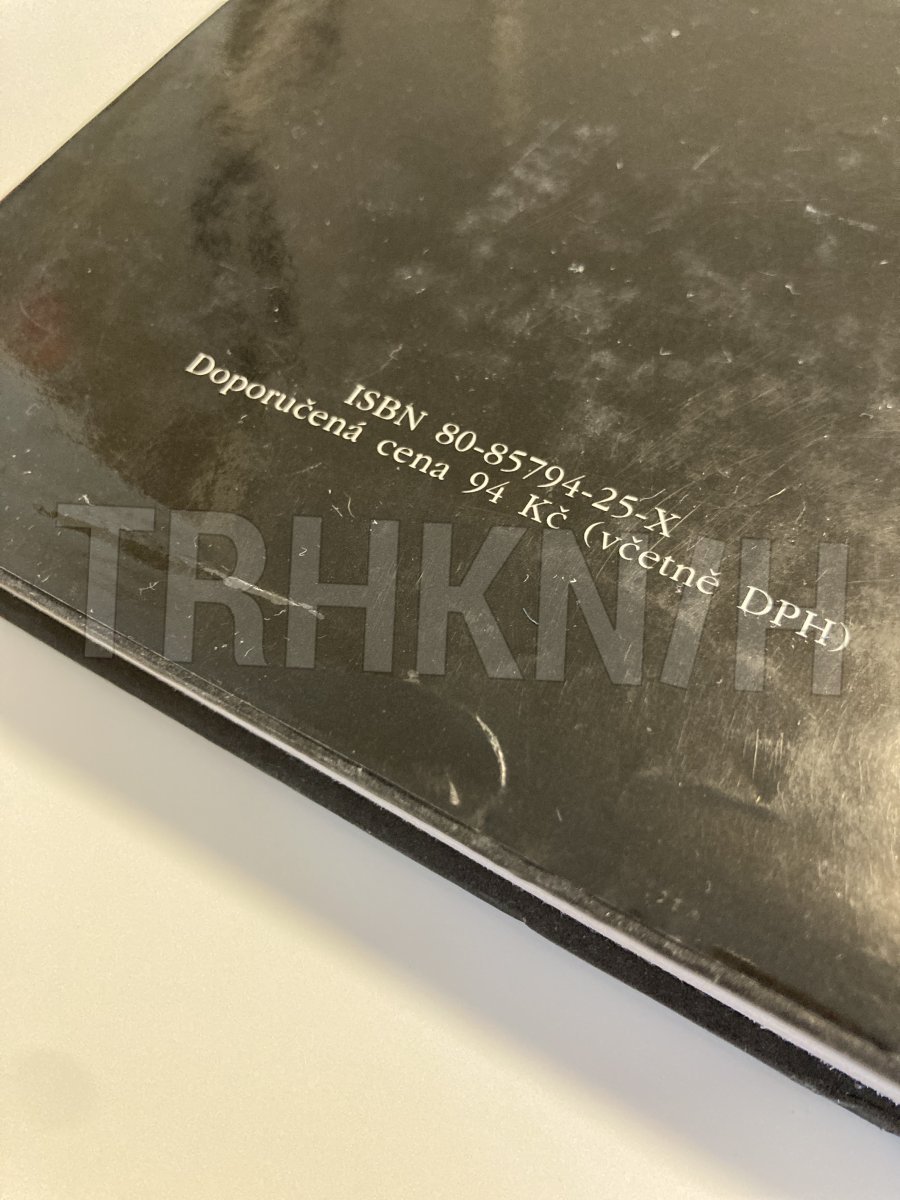 ISBN 80-85794-25-X
Doporučená cena 94 Kč (včetně DPH)
TRHKNIH